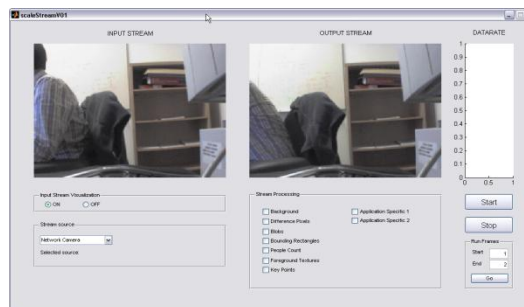 scaleStreamV01
INPUT STREAM
OUTPUT STREAM
DATARATE
1
0.9
0.8
0.7
0.6
0.5
0.4
0.3
0.2
0.1
0
0 0.5 1
Input Stream Visualization
ON OFF
Stream source
Network Camera
Selected source:
Stream Processing
Background
Difference Pixels
Blobs
Bounding Rectangles
People Count
Foreground Textures
Key Points
Application Specific 1
Application Specific 2
Start
Stop
Run Frames
Start 1
End 2
Go